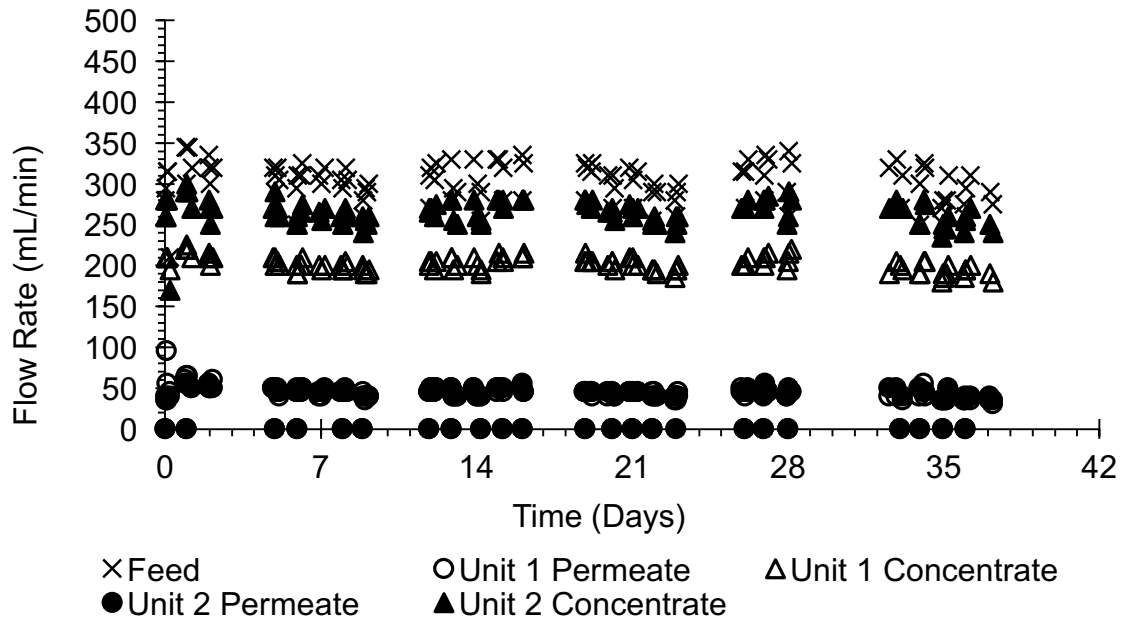 500
450
400
350
300
250
200
150
100
50
0
Flow Rate (mL/min)
0 7 14 21 28 35 42
Time (Days)
Feed Unit 1 Permeate Unit 1 Concentrate
Unit 2 Permeate Unit 2 Concentrate